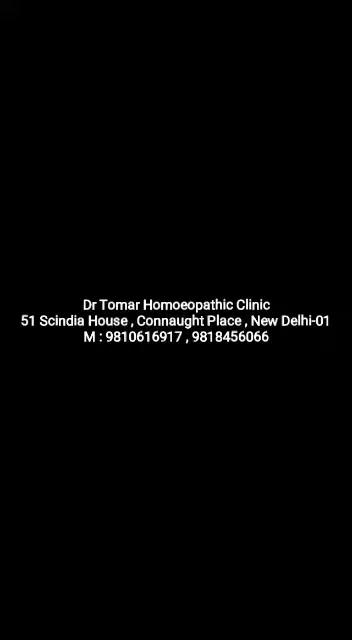 Dr Tomar Homoeopathic Clinic
51 Scindia House , Connaught Place , New Delhi-01
M : 9810616917 , 9818456066